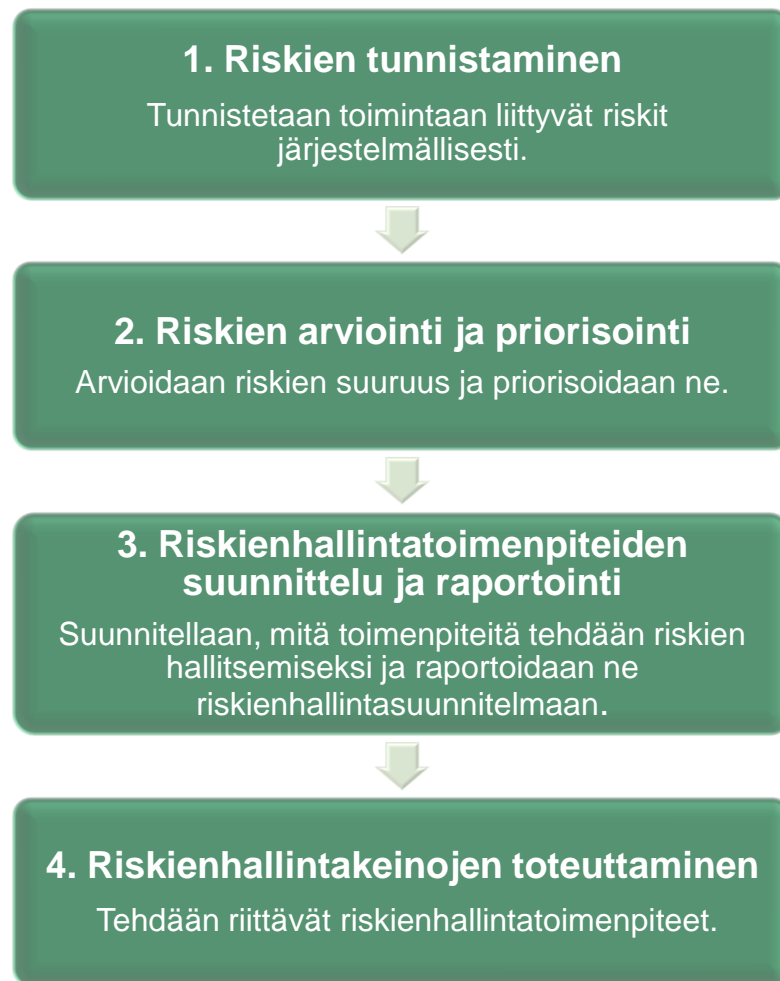 1. Riskien tunnistaminen
Tunnistetaan toimintaan liittyvät riskit
järjestelmällisesti.
2. Riskien arviointi ja priorisointi
Arvioidaan riskien suuruus ja priorisoidaan ne.
3. Riskienhallintatoimenpiteiden
suunnittelu ja raportointi
Suunnitellaan, mitä toimenpiteitä tehdään riskien
hallitsemiseksi ja raportoidaan ne
riskienhallintasuunnitelmaan.
4. Riskienhallintakeinojen toteuttaminen
Tehdään riittävät riskienhallintatoimenpiteet.